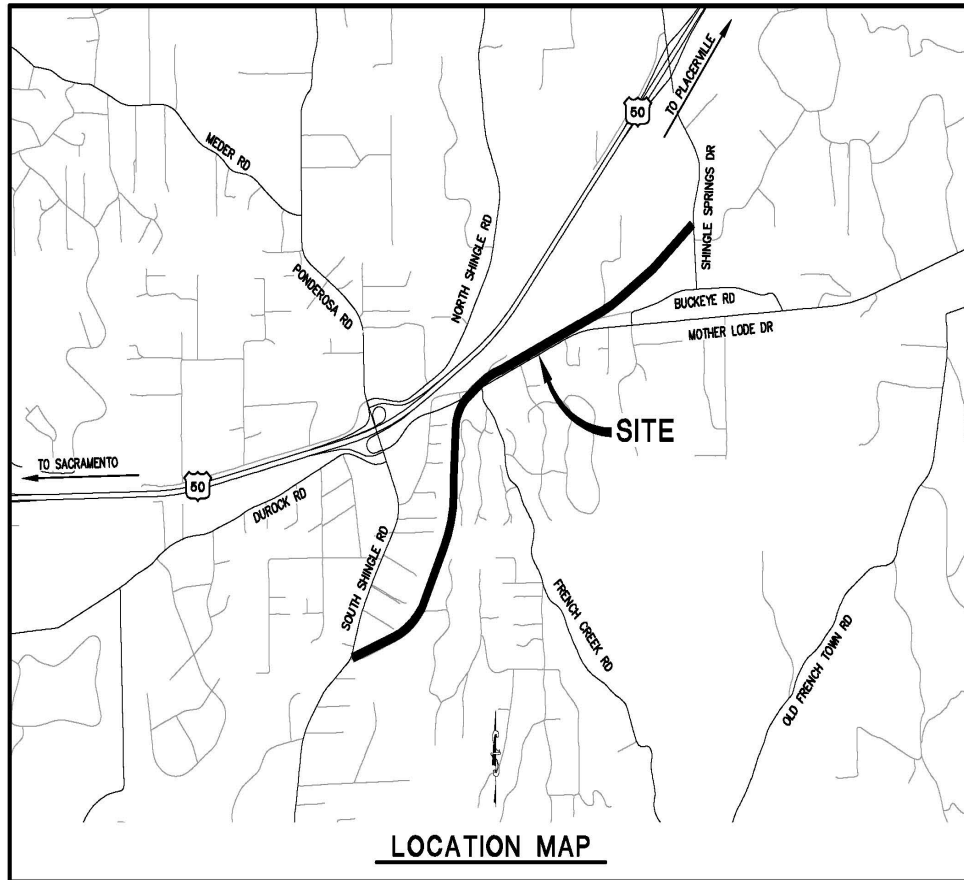 TO PLACERVILLE
50
MEDER RD
SHINGLE SPRINGS DR
NORTH SHINGLE RD
PONDEROSA RD
BUCKEYE RD
MOTHER LODE DR
SITE
TO SACRAMENTO
50
DUROCK RD
SOUTH SHINGLE RD
FRENCH CREEK RD
OLD FRENCH TOWN RD
LOCATION MAP